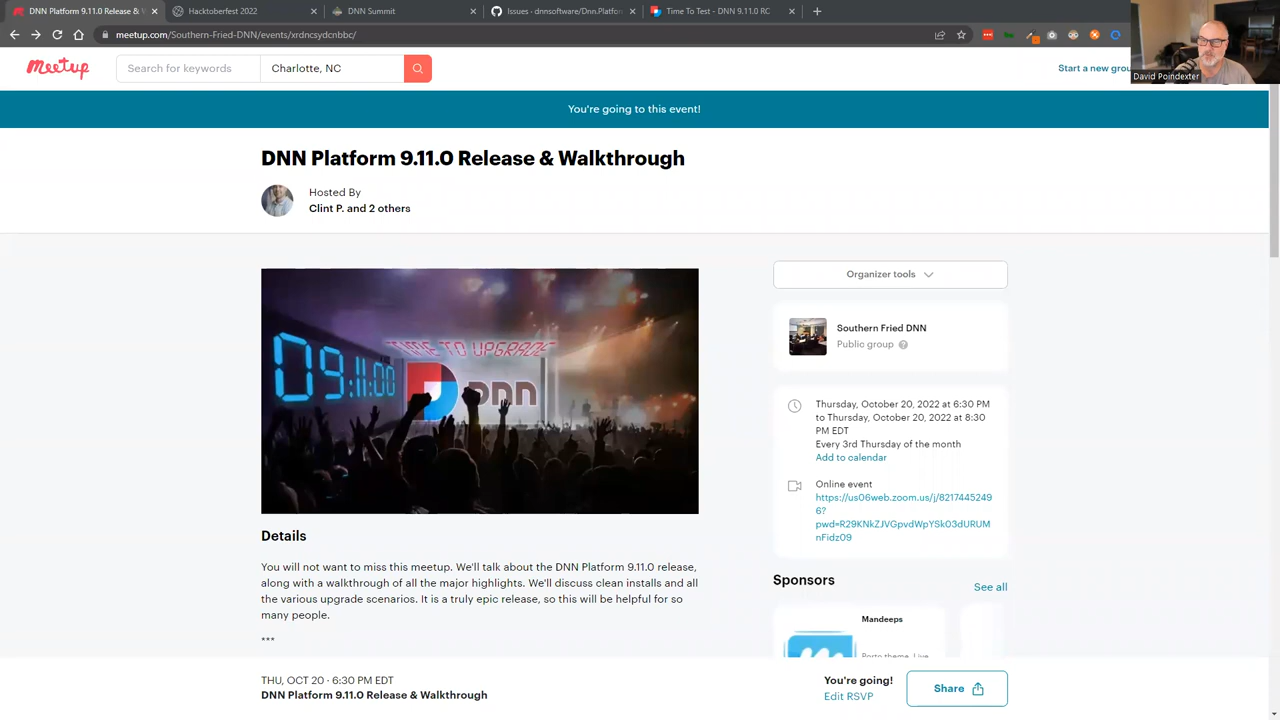 DNN Platform 9.11.0 Release &
Hacktoberfest 2022
DNN Summit
Issues · dnnsoftware/Dnn.Platfor
Time To Test - DNN 9.11.0 RC
meetup.com/Southern-Fried-DNN/events/xrdncsydcnbbc/
David Poindexter
Meetup
Search for keywords
Charlotte, NC
Start a new grou
You're going to this event!
DNN Platform 9.11.0 Release & Walkthrough
Hosted By
Clint P. and 2 others
TIME TO UPGRADE
09.11.00
DNN
Organizer tools
Southern Fried DNN
Public group
Thursday, October 20, 2022 at 6:30 PM
to Thursday, October 20, 2022 at 8:30
PM EDT
Every 3rd Thursday of the month
Add to calendar
Online event
https://us06web.zoom.us/j/8217445249
6?
pwd=R29KNkZJVGpvdWpYSk03dURUM
nFidz09
Details
You will not want to miss this meetup. We'll talk about the DNN Platform 9.11.0 release,
along with a walkthrough of all the major highlights. We'll discuss clean installs and all
the various upgrade scenarios. It is a truly epic release, so this will be helpful for so
many people.
***
Sponsors
See all
Mandeeps
Porto theme, Live
THU, OCT 20 · 6:30 PM EDT
DNN Platform 9.11.0 Release & Walkthrough
You're going!
Edit RSVP
Share